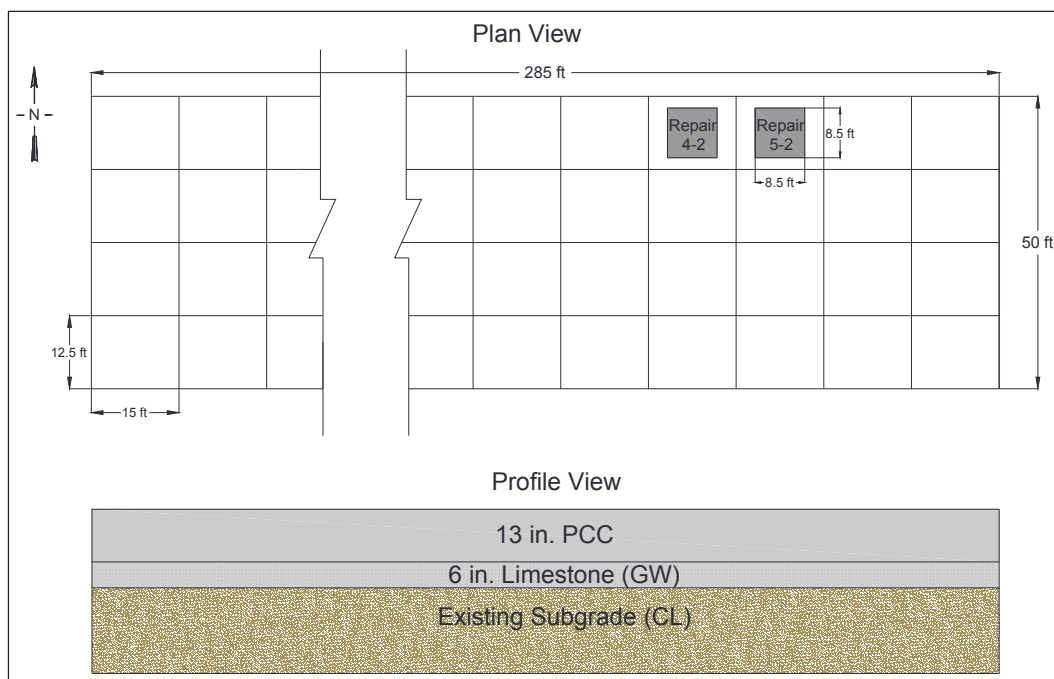 Plan View
285 ft
- N -
Repair
4-2
Repair
5-2
8.5 ft
8.5 ft
50 ft
12.5 ft
15 ft
Profile View
13 in. PCC
6 in. Limestone (GW)
Existing Subgrade (CL)